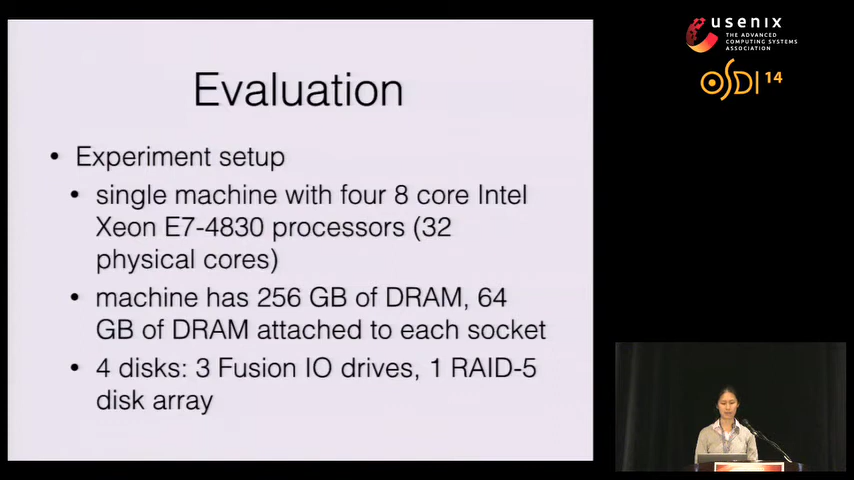 Evaluation
• Experiment setup
• single machine with four 8 core Intel
Xeon E7-4830 processors (32
physical cores)
• machine has 256 GB of DRAM, 64
GB of DRAM attached to each socket
• 4 disks: 3 Fusion IO drives, 1 RAID-5
disk array
usenix
THE ADVANCED
COMPUTING SYSTEMS
ASSOCIATION
OSDI 14